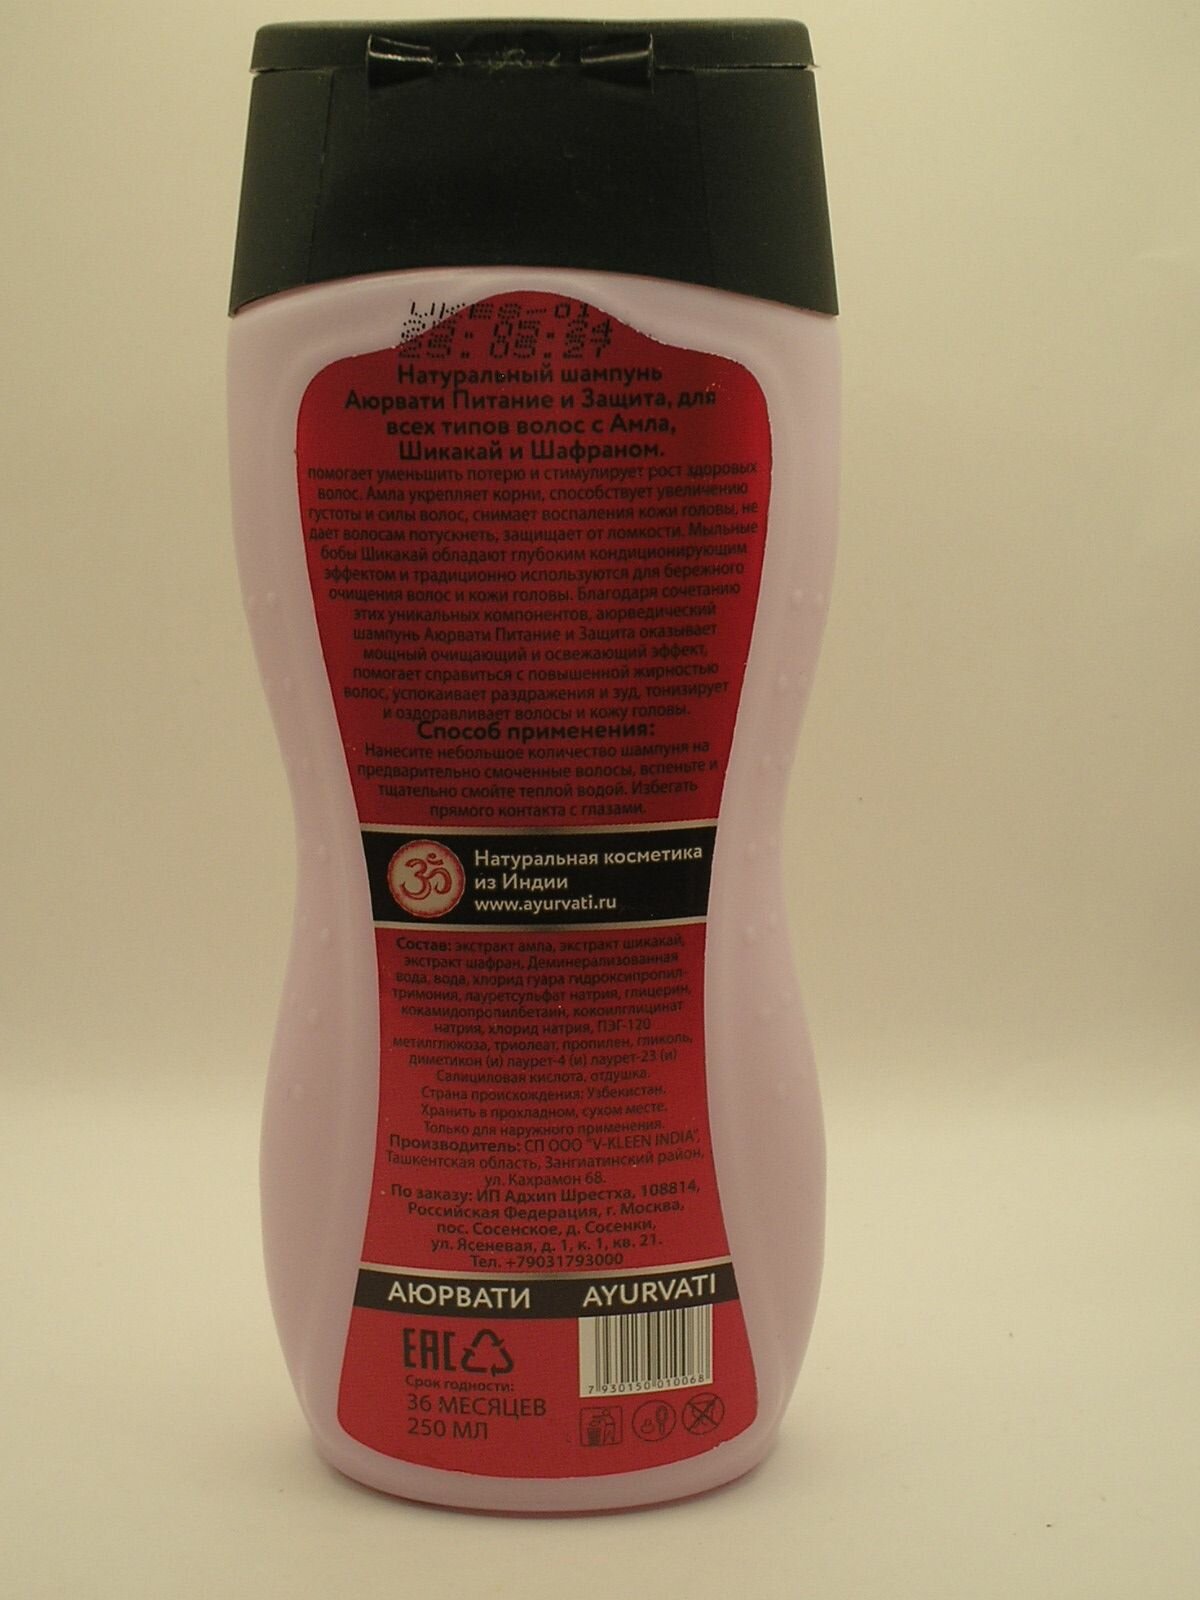 Натуральный шампунь
Аюрвати Питание и Защита, для
всех типов волос с Амла,
Шикакай и Шафраном.
помогает уменьшить потерю и стимулирует рост здоровых
волос. Амла укрепляет корни, способствует увеличению
густоты и силы волос, снимает воспаления кожи головы, не
дает волосам потускнеть, защищает от ломкости. Мыльные
бобы Шикакай обладают глубоким кондиционирующим
эффектом и традиционно используются для бережного
очищения волос и кожи головы. Благодаря сочетанию
этих уникальных компонентов, аюрведический
шампунь Аюрвати Питание и Защита оказывает
мощный очищающий и освежающий эффект,
помогает справиться с повышенной жирностью
волос, успокаивает раздражения и зуд, тонизирует
и оздоравливает волосы и кожу головы.
Способ применения:
Нанесите небольшое количество шампуня на
предварительно смоченные волосы, вспеньте и
тщательно смойте теплой водой. Избегать
прямого контакта с глазами.
Натуральная косметика
из Индии
www.ayurvati.ru
Состав: экстракт амла, экстракт шикакай,
экстракт шафран, Деминерализованная
вода, вода, хлорид гуара гидроксипропил-
тримония, лауретсульфат натрия, глицерин,
кокамидопропилбетаин, кокоилглицинат
натрия, хлорид натрия, ПЭГ-120
метилглюкоза, триолеат, пропилен, гликоль,
диметикон (и) лаурет-4 (и) лаурет-23 (и)
Салициловая кислота, отдушка.
Страна происхождения: Узбекистан.
Хранить в прохладном, сухом месте.
Только для наружного применения.
Производитель: СП ООО "V-KLEEN INDIA",
Ташкентская область, Зангиатинский район,
ул. Кахрамон 68.
По заказу: ИП Адхип Шрестха, 108814,
Российская Федерация, г. Москва,
пос. Сосенское, д. Сосенки,
ул. Ясеневая, д. 1, к. 1, кв. 21.
Тел. +79031793000
АЮРВАТИ AYURVATI
EAC
Срок годности:
36 МЕСЯЦЕВ
250 МЛ
7 930150 010068